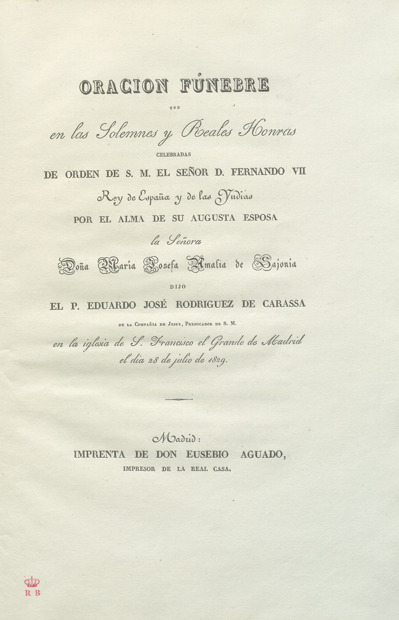 ORACION FÚNEBRE
QUE
en las Solemnes y Reales Honras
CELEBRADAS
DE ORDEN DE S. M. EL SEÑOR D. FERNANDO VII
Rey de España y de las Yndias
POR EL ALMA DE SU AUGUSTA ESPOSA
la Señora
Doña Maria Josefa Amalia de Sajonia
DIJO
EL P. EDUARDO JOSÉ RODRIGUEZ DE CARASSA
DE LA COMPAÑIA DE JESUS, PREDICADOR DE S. M.
en la iglesia de S. Francisco el Grande de Madrid
el dia 28 de julio de 1829.
Madrid:
IMPRENTA DE DON EUSEBIO AGUADO,
IMPRESOR DE LA REAL CASA.
R B